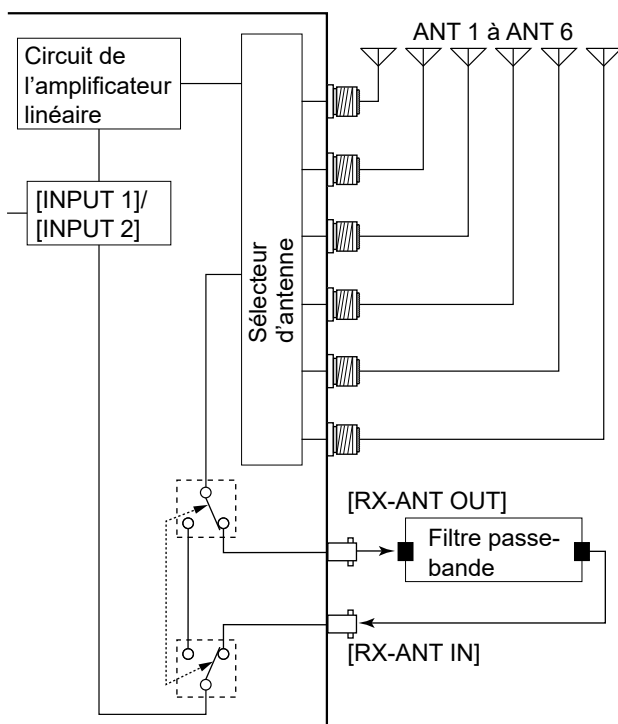 ANT 1 à ANT 6
Circuit de
l’amplificateur
linéaire
[INPUT 1]/
[INPUT 2]
Sélecteur
d’antenne
[RX-ANT OUT]
Filtre passe-
bande
[RX-ANT IN]